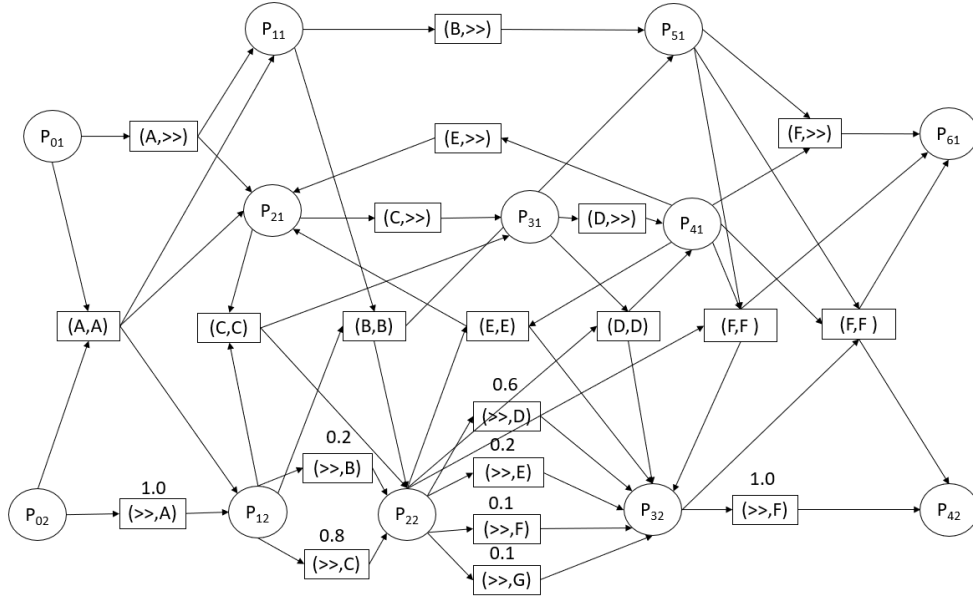 P11
(B,>>)
P51
P01
(A,>>)
(E,>>)
(F,>>)
P61
P21
(C,>>)
P31
(D,>>)
P41
(A,A)
(C,C)
(B,B)
(E,E)
(D,D)
(F,F )
(F,F )
0.6
(>>,D)
0.2
(>>,B)
0.2
(>>,E)
1.0
(>>,A)
P02
P12
P22
0.1
(>>,F)
P32
1.0
(>>,F)
P42
0.8
(>>,C)
0.1
(>>,G)